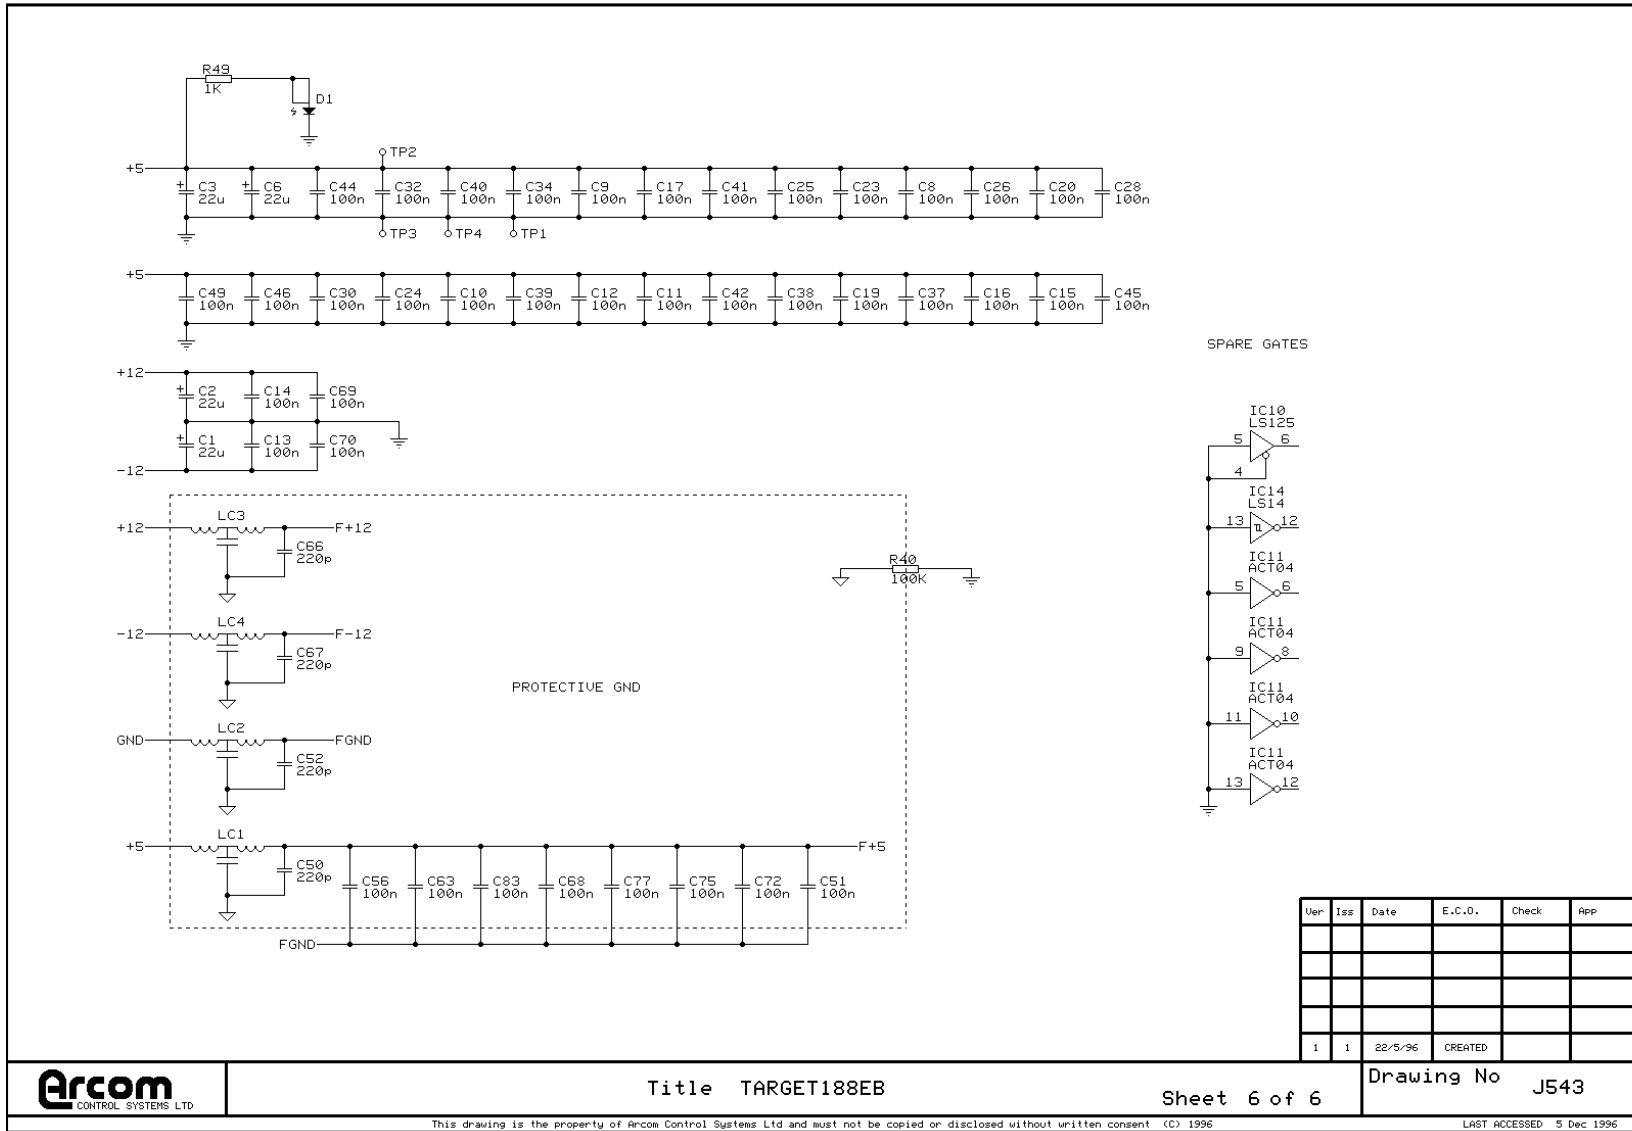 R49
1K
D1
TP2
+5
+ C3 + C6 C44 C32 C40 C34 C9 C17 C41 C25 C23 C8 C26 C20 C28
22u 22u 100n 100n 100n 100n 100n 100n 100n 100n 100n 100n 100n 100n 100n
TP3 TP4 TP1
+5
C49 C46 C30 C24 C10 C39 C12 C11 C42 C38 C19 C37 C16 C15 C45
100n 100n 100n 100n 100n 100n 100n 100n 100n 100n 100n 100n 100n 100n 100n
+12
+ C2 C14 C69
22u 100n 100n
+ C1 C13 C70
22u 100n 100n
-12
LC3
+12 F+12
C66
220p
R40
100K
LC4
-12 F-12
C67
220p
PROTECTIVE GND
LC2
GND FGND
C52
220p
LC1
+5 F+5
C50
220p
C56 C63 C83 C68 C77 C75 C72 C51
100n 100n 100n 100n 100n 100n 100n 100n
FGND
SPARE GATES
IC10
LS125
5 6
4
IC14
LS14
13 12
IC11
ACT04
5 6
IC11
ACT04
9 8
IC11
ACT04
11 10
IC11
ACT04
13 12
Ver Iss Date E.C.O. Check App
1 1 22/5/96 CREATED
Arcom
CONTROL SYSTEMS LTD
Title TARGET188EB
Sheet 6 of 6
Drawing No J543
This drawing is the property of Arcom Control Systems Ltd and must not be copied or disclosed without written consent (C) 1996
LAST ACCESSED 5 Dec 1996